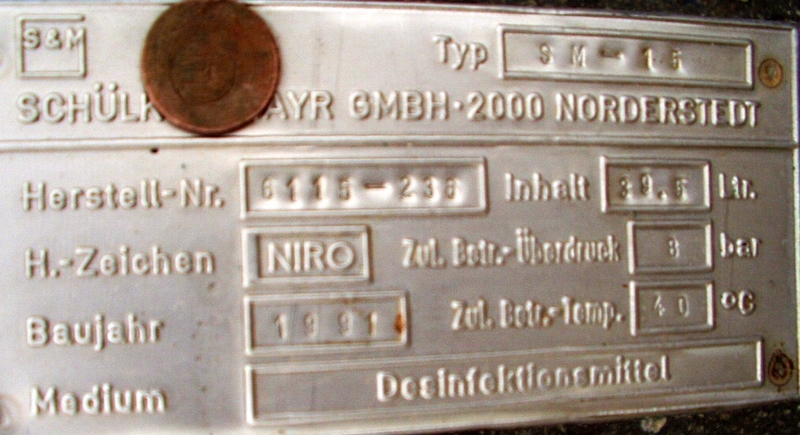 S&M Typ SM-15
SCHÜLK AYR GMBH·2000 NORDERSTEDT
Herstell-Nr. 6115-236 Inhalt 39.5 Ltr.
H.-Zeichen NIRO Zul. Betr.-Überdruck 8 bar
Baujahr 1991 Zul. Betr.-Temp. 40 °C
Medium Desinfektionsmittel